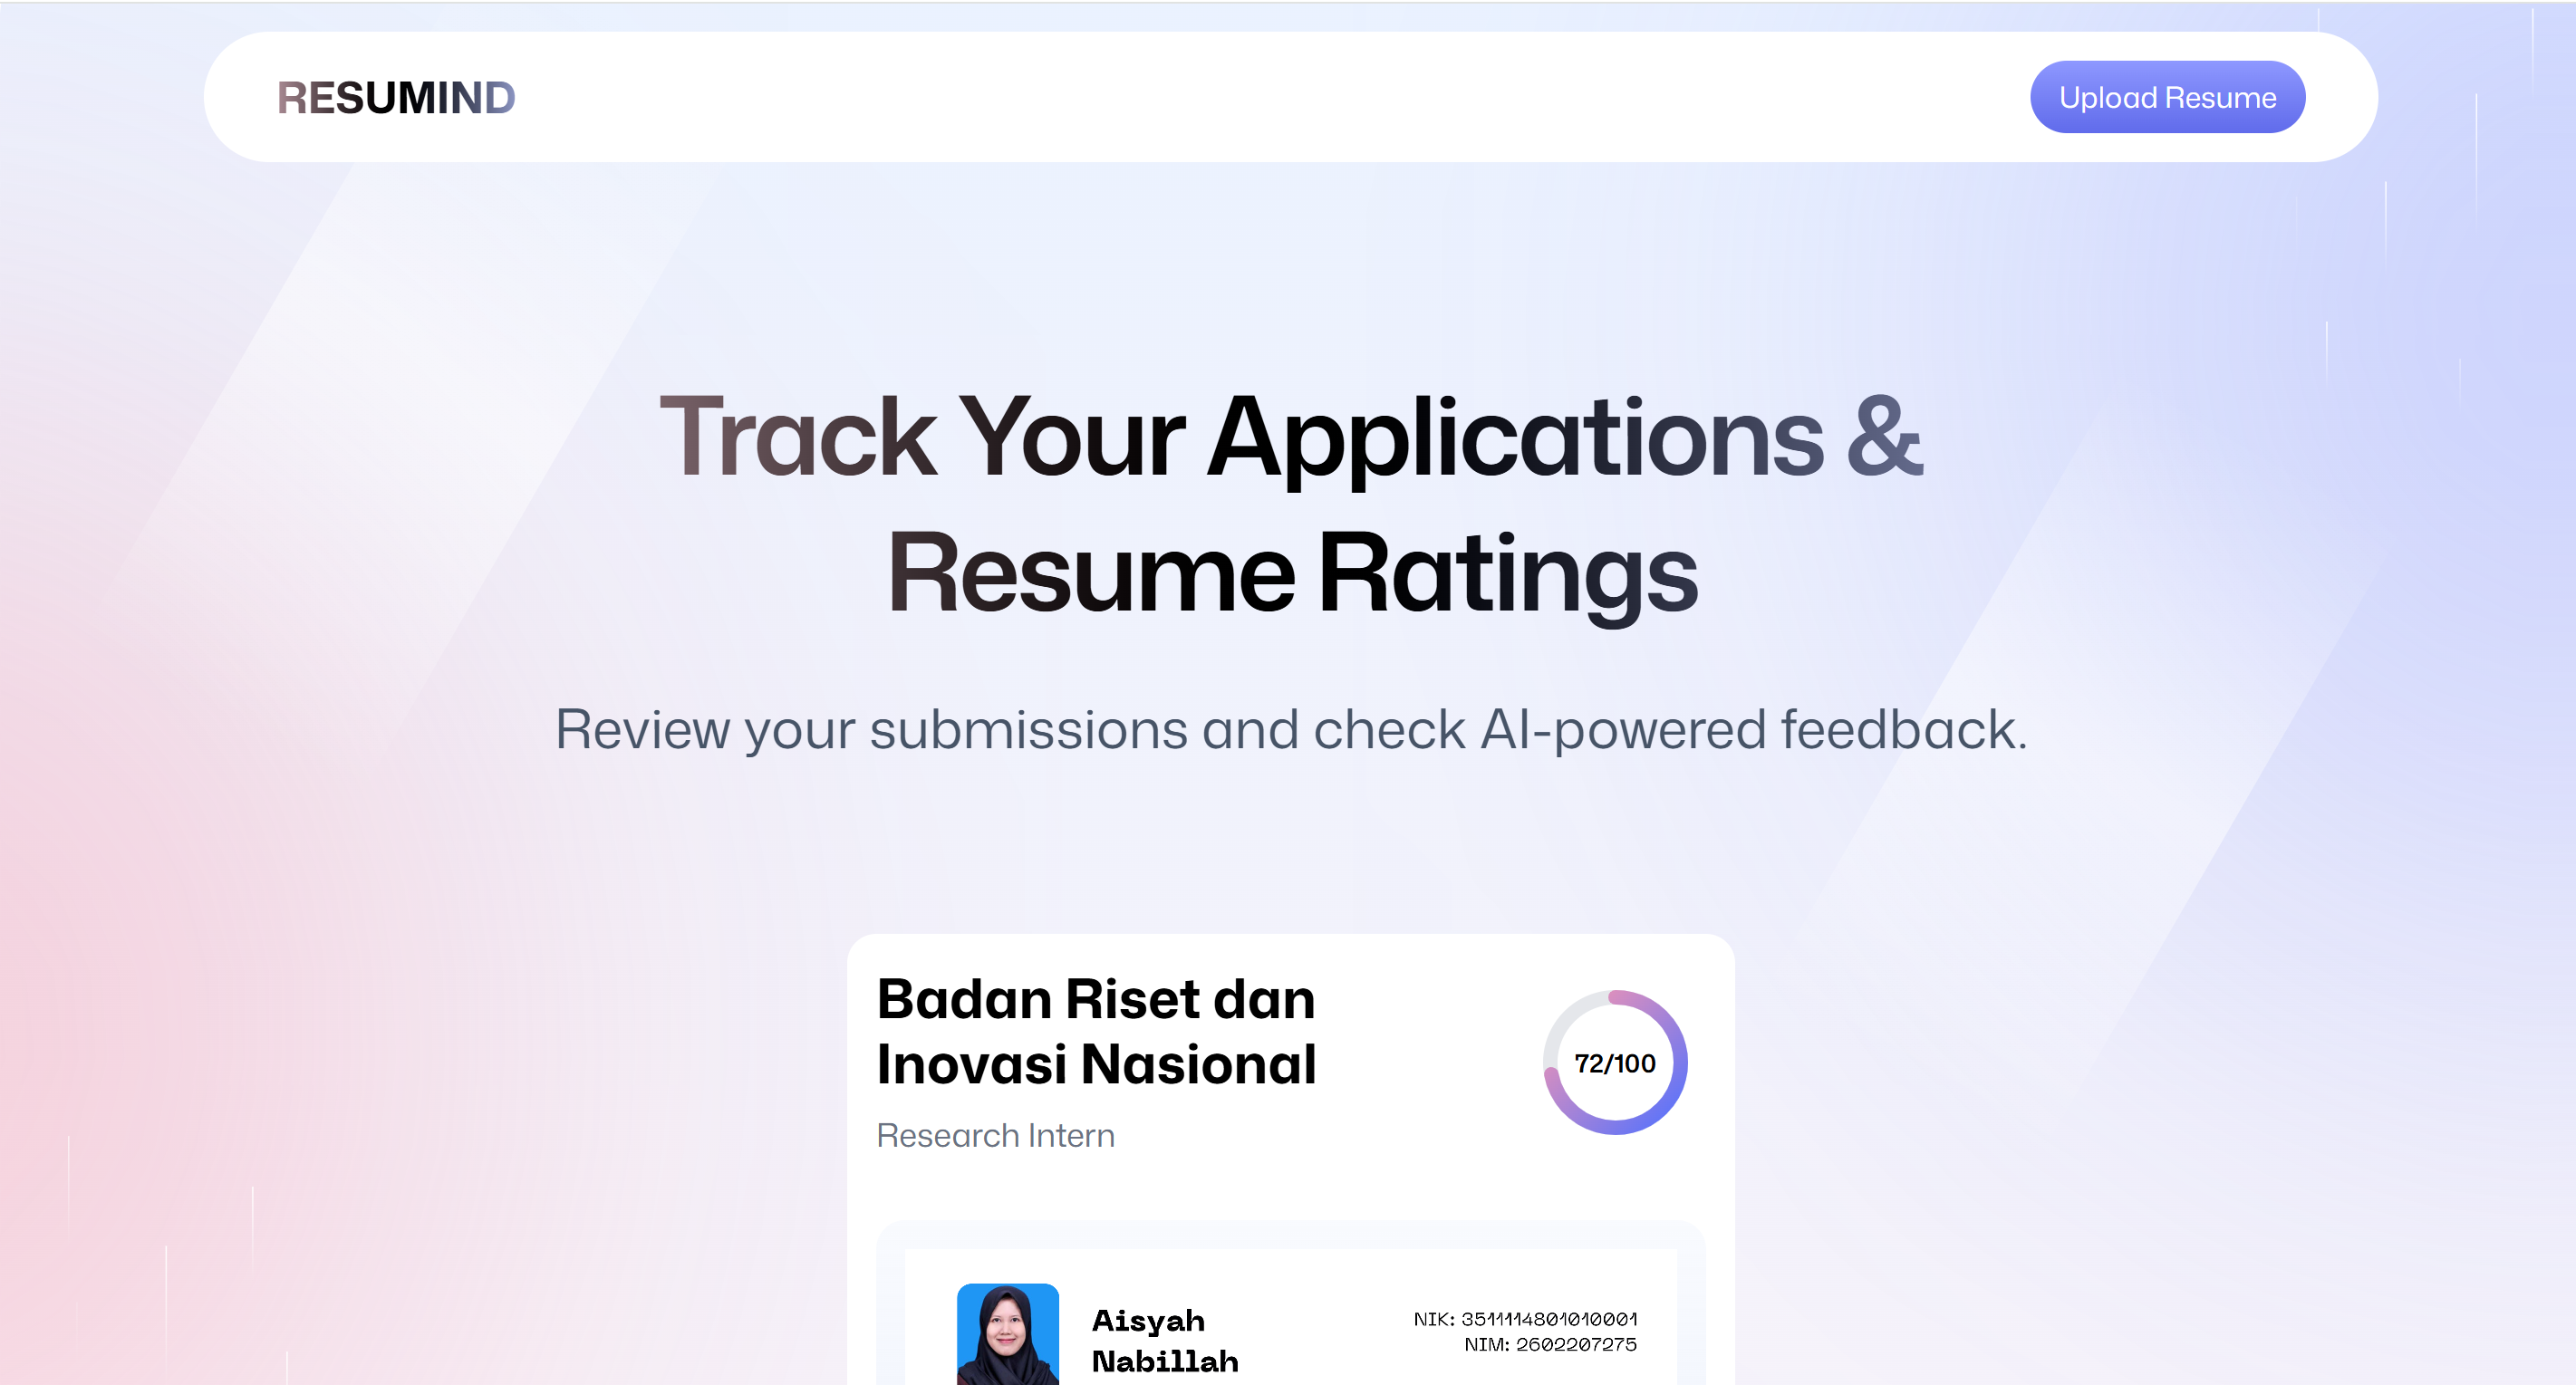 RESUMIND
Upload Resume
Track Your Applications &
Resume Ratings
Review your submissions and check AI-powered feedback.
Badan Riset dan
Inovasi Nasional
Research Intern
72/100
Aisyah
Nabillah
NIK: 3511114801010001
NIM: 2602207275